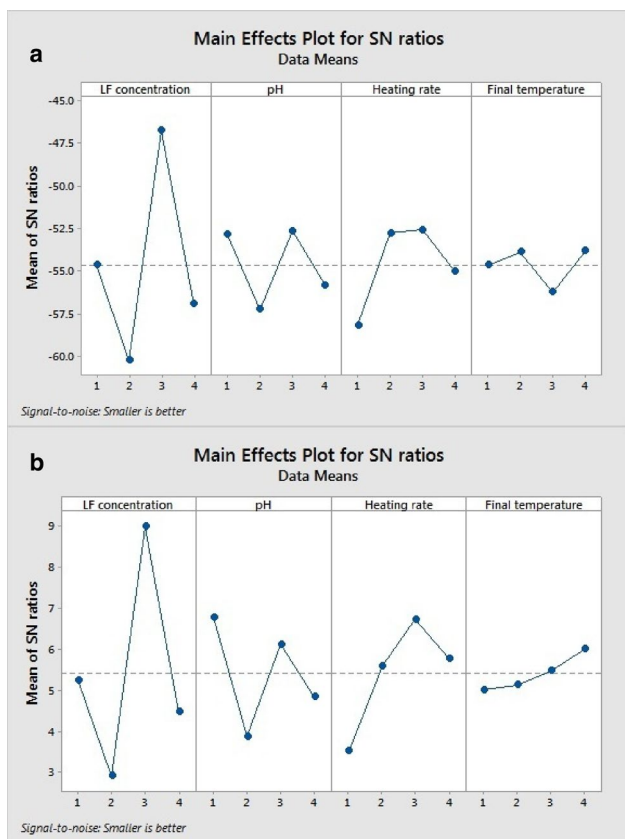 a
Main Effects Plot for SN ratios
Data Means
LF concentration pH Heating rate Final temperature
Mean of SN ratios
-45.0
-47.5
-50.0
-52.5
-55.0
-57.5
-60.0
1 2 3 4 1 2 3 4 1 2 3 4 1 2 3 4
Signal-to-noise: Smaller is better
b
Main Effects Plot for SN ratios
Data Means
LF concentration pH Heating rate Final temperature
Mean of SN ratios
9
8
7
6
5
4
3
1 2 3 4 1 2 3 4 1 2 3 4 1 2 3 4
Signal-to-noise: Smaller is better